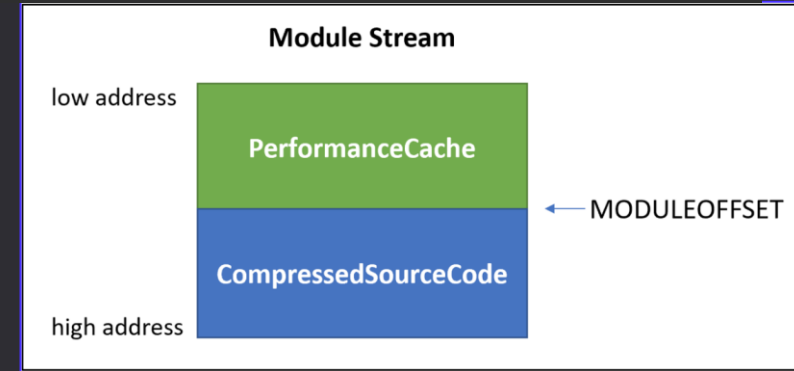 Module Stream
low address
PerformanceCache
MODULEOFFSET
CompressedSourceCode
high address